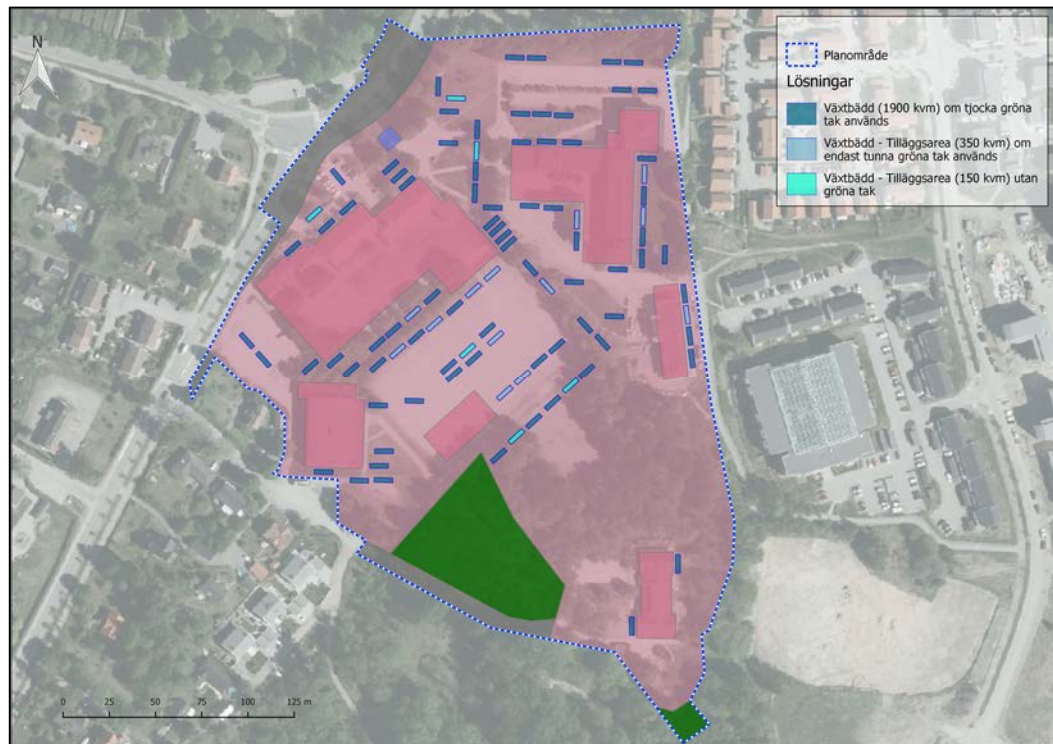 N
Planområde
Lösningar
Växtbädd (1900 kvm) om tjocka gröna
tak används
Växtbädd - Tilläggsarea (350 kvm) om
endast tunna gröna tak används
Växtbädd - Tilläggsarea (150 kvm) utan
gröna tak
0 25 50 75 100 125 m